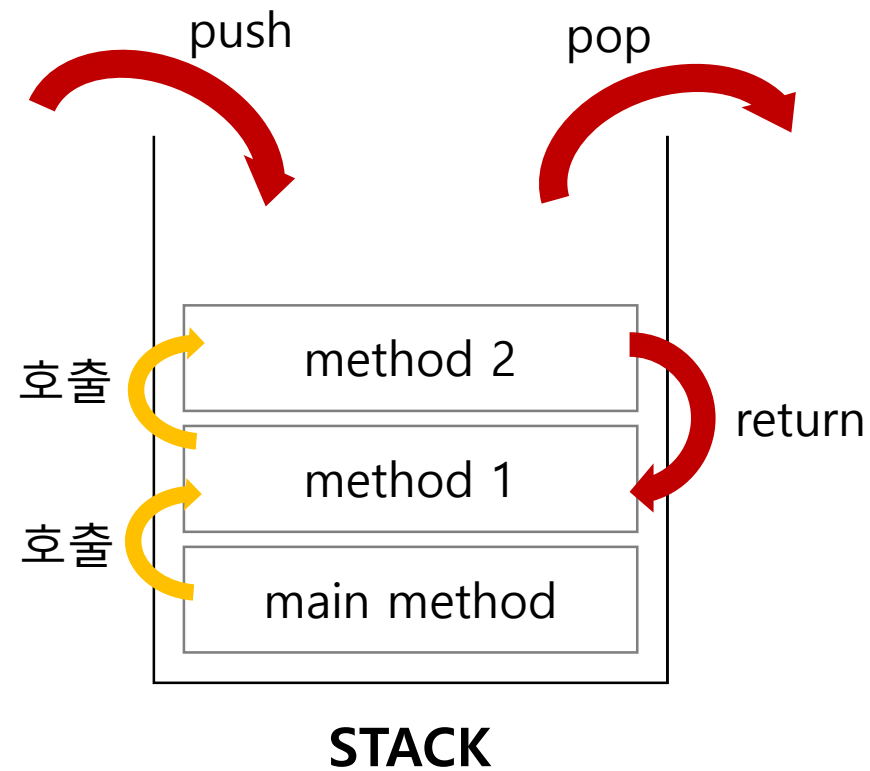 push
pop
method 2
호출
return
method 1
호출
main method
STACK